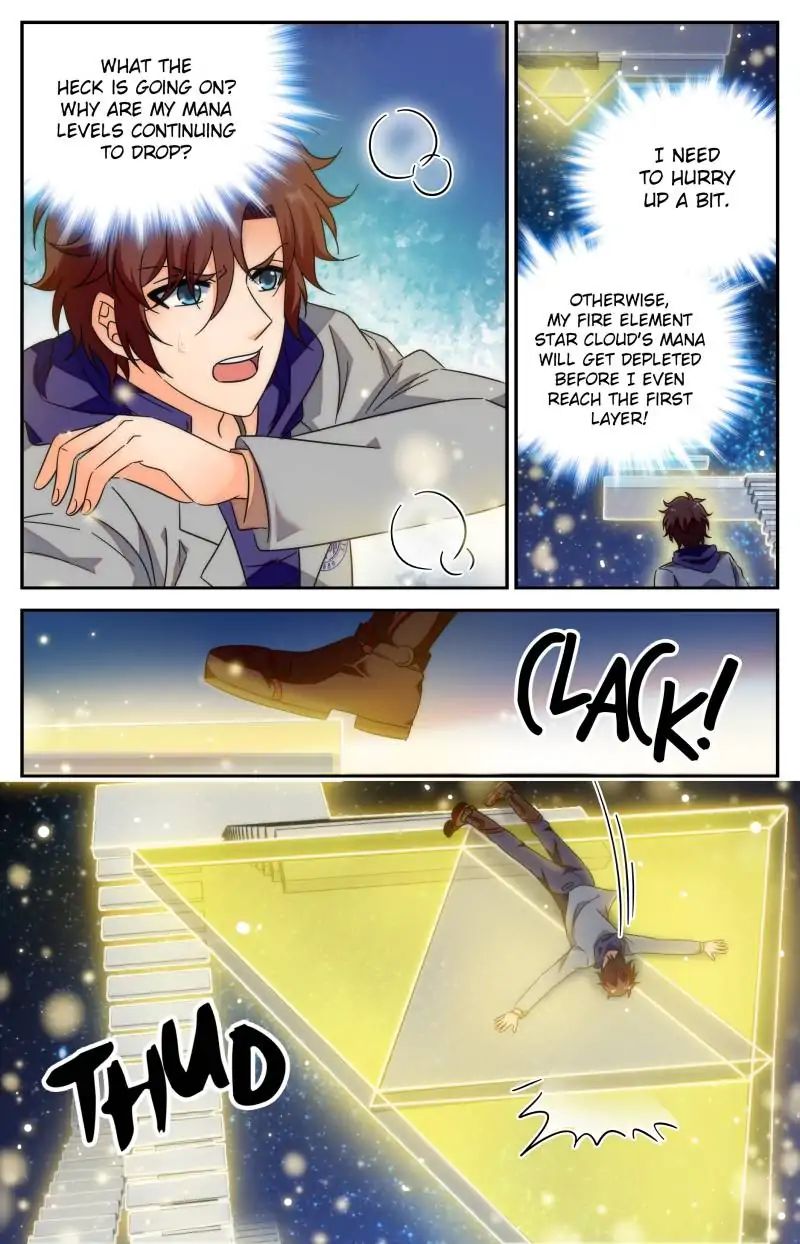 WHAT THE
HECK IS GOING ON?
WHY ARE MY MANA
LEVELS CONTINUING
TO DROP?
I NEED
TO HURRY
UP A BIT.
OTHERWISE,
MY FIRE ELEMENT
STAR CLOUD'S MANA
WILL GET DEPLETED
BEFORE I EVEN
REACH THE FIRST
LAYER!
CLACK!
THUD